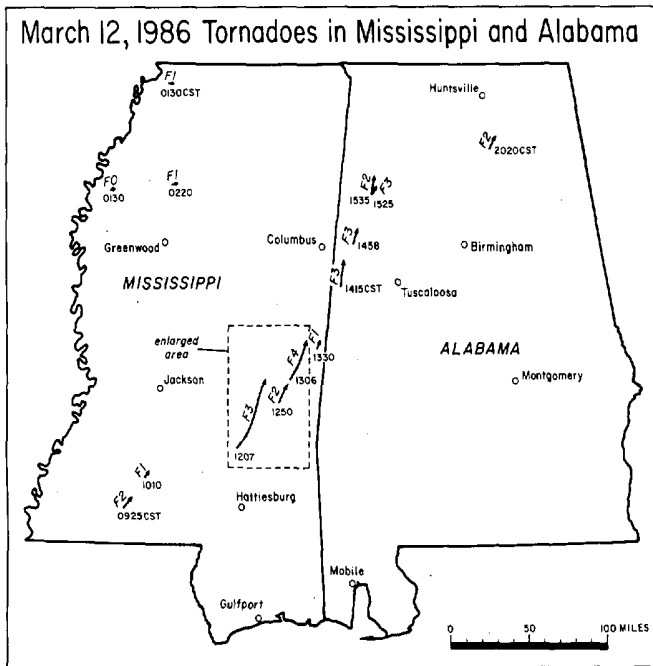 March 12, 1986 Tornadoes in Mississippi and Alabama
F1
0130CST
Huntsville
F2
2020CST
F0
0130
F1
0220
F2
F3
1535
1525
Greenwood
Columbus
F3
1458
Birmingham
MISSISSIPPI
F3
1415CST
Tuscaloosa
enlarged
area
F4
F1
1330
ALABAMA
Jackson
1306
Montgomery
F3
F2
1250
1207
F1
1010
F2
0925CST
Hattiesburg
Mobile
Gulfport
0 50 100 MILES